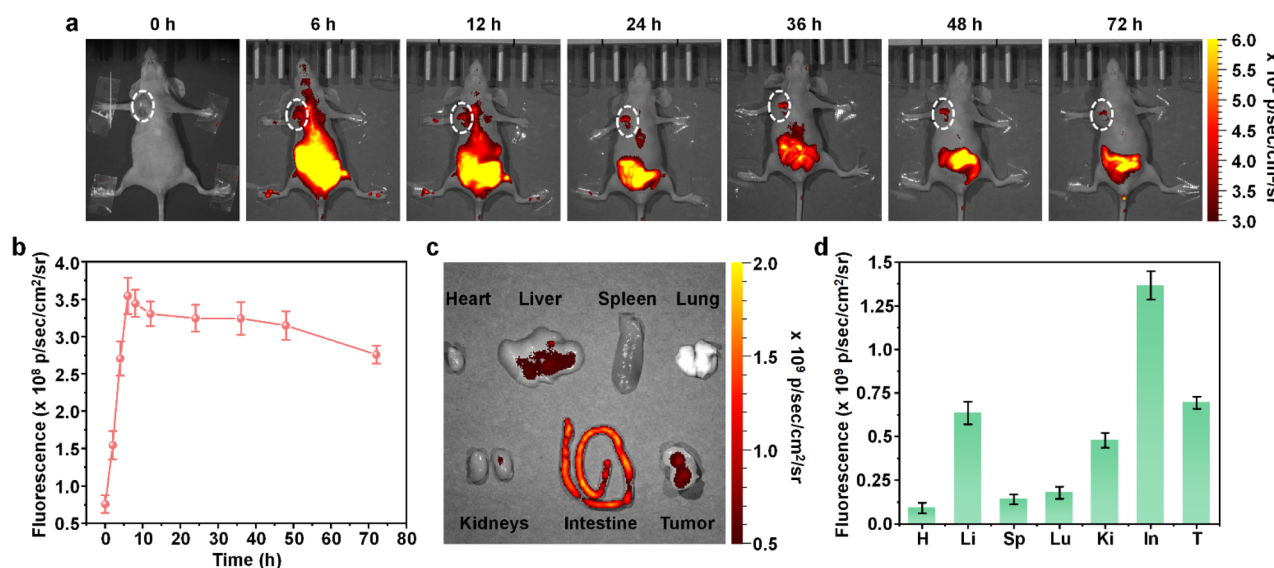 a
0 h 6 h 12 h 24 h 36 h 48 h 72 h
6.0
5.5
5.0
4.5
4.0
3.5
3.0
x 10⁸ p/sec/cm²/sr
b
Fluorescence (x 10⁸ p/sec/cm²/sr)
4.0
3.5
3.0
2.5
2.0
1.5
1.0
0.5
0 10 20 30 40 50 60 70 80
Time (h)
c
Heart Liver Spleen Lung
Kidneys Intestine Tumor
2.0
1.5
1.0
0.5
x 10⁹ p/sec/cm²/sr
d
Fluorescence (x 10⁹ p/sec/cm²/sr)
1.5
1.2
0.75
0.5
0.25
0.0
H Li Sp Lu Ki In T